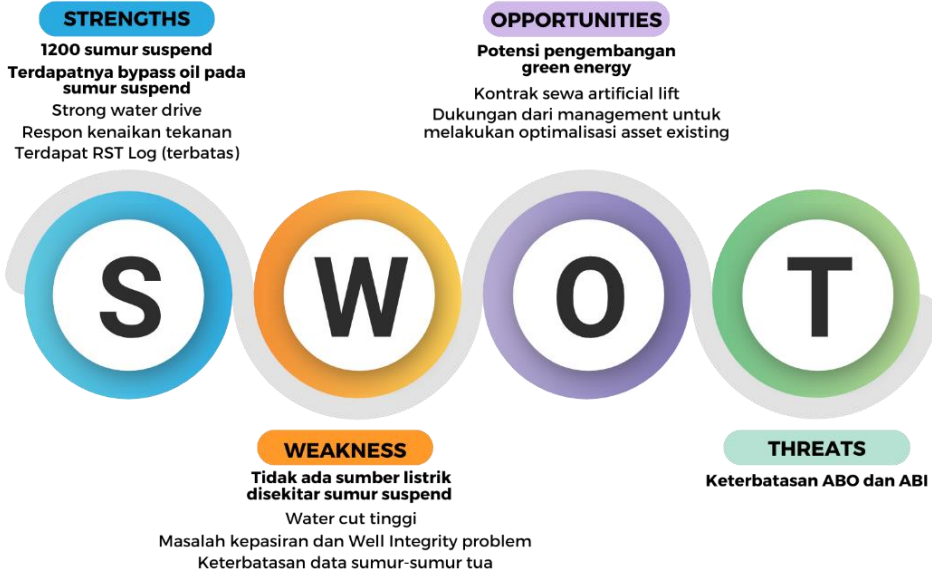 STRENGTHS
1200 sumur suspend
Terdapatnya bypass oil pada
sumur suspend
Strong water drive
Respon kenaikan tekanan
Terdapat RST Log (terbatas)
OPPORTUNITIES
Potensi pengembangan
green energy
Kontrak sewa artificial lift
Dukungan dari management untuk
melakukan optimalisasi asset existing
S
W
O
T
WEAKNESS
Tidak ada sumber listrik
disekitar sumur suspend
Water cut tinggi
Masalah kepasiran dan Well Integrity problem
Keterbatasan data sumur-sumur tua
THREATS
Keterbatasan ABO dan ABI